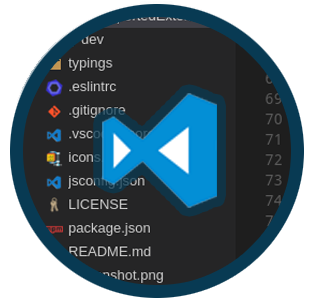 dev
typings
.eslintrc
.gitignore
icons
jsconfig.json
LICENSE
package.json
README.md
69
70
71
72
73
74